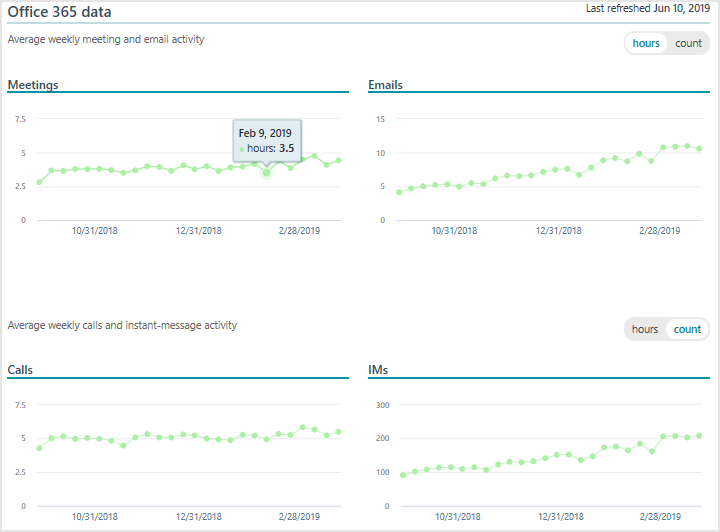 Office 365 data
Last refreshed Jun 10, 2019
Average weekly meeting and email activity
hours count
Meetings
7.5
5
2.5
0
Feb 9, 2019
hours: 3.5
10/31/2018 12/31/2018 2/28/2019
Emails
15
10
5
0
10/31/2018 12/31/2018 2/28/2019
Average weekly calls and instant-message activity
hours count
Calls
7.5
5
2.5
0
10/31/2018 12/31/2018 2/28/2019
IMs
300
200
100
0
10/31/2018 12/31/2018 2/28/2019